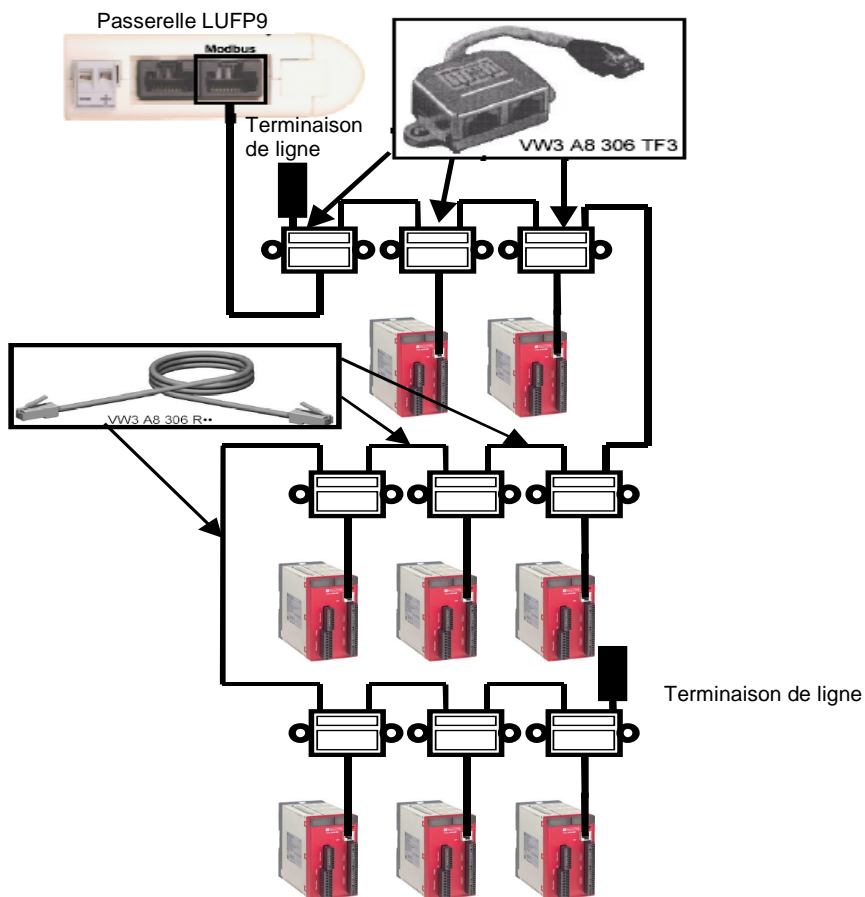 Passerelle LUFP9
Modbus
Terminaison
de ligne
VW3 A8 306 TF3
VW3 A8 306 R••
Terminaison de ligne